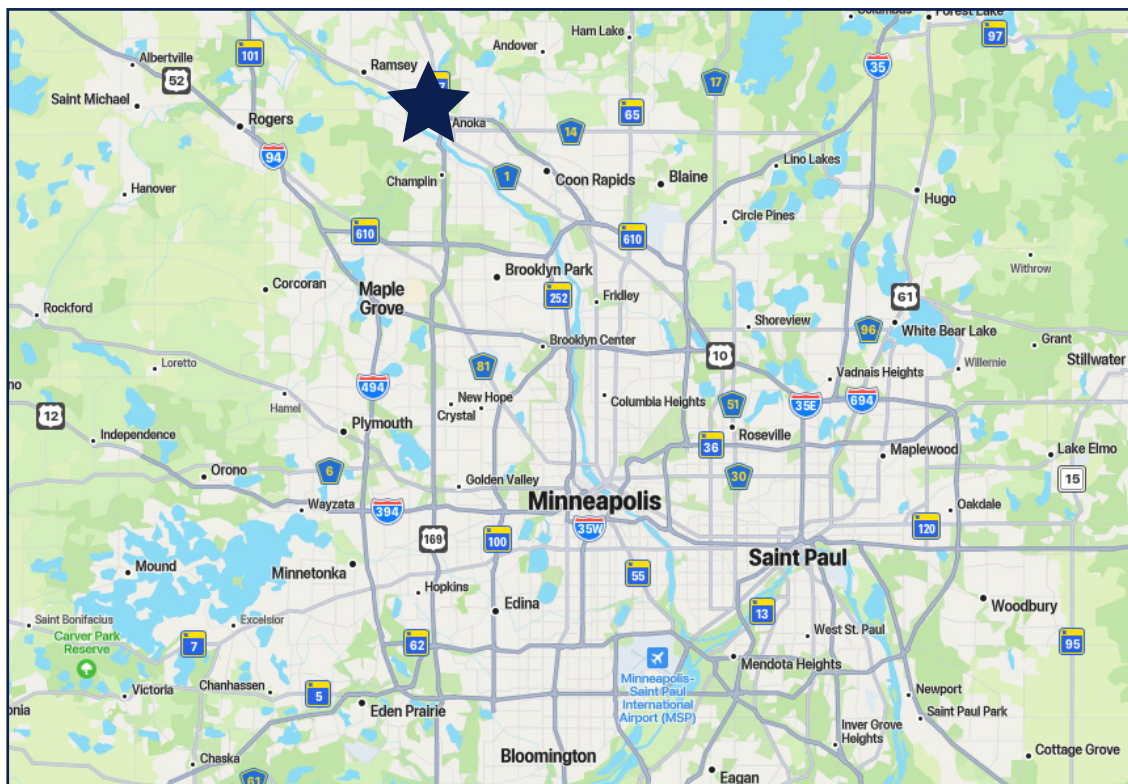 Columbus
Forest Lake
Ham Lake
97
Andover
101
Albertville
Ramsey
35
52
17
7
Saint Michael
65
Rogers
Anoka
14
94
Lino Lakes
Champlin
1
Coon Rapids
Blaine
Hanover
Hugo
Circle Pines
610
610
Withrow
Brooklyn Park
Corcoran
Maple
Grove
252
Fridley
61
Rockford
Shoreview
96
White Bear Lake
Brooklyn Center
Grant
10
Stillwater
Loretto
81
Willernie
Vadnais Heights
no
494
Hamel
New Hope
Crystal
Columbia Heights
51
35E
694
12
Independence
Plymouth
Roseville
36
Maplewood
Lake Elmo
6
Orono
30
15
Golden Valley
Wayzata
Minneapolis
Oakdale
394
35W
120
169
100
Saint Paul
Mound
Minnetonka
55
Hopkins
Edina
Woodbury
13
Saint Bonifacius
Excelsior
West St. Paul
Carver Park
Reserve
7
62
95
Mendota Heights
Minneapolis-
Saint Paul
International
Airport (MSP)
Victoria
Chanhassen
5
Newport
onia
Eden Prairie
Saint Paul Park
Inver Grove
Heights
Chaska
Bloomington
Cottage Grove
61
Eagan